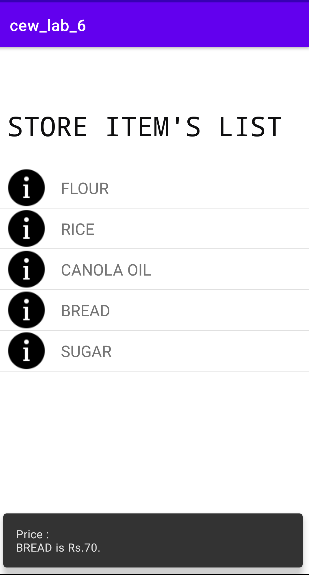 cew_lab_6
STORE ITEM'S LIST
i FLOUR
i RICE
i CANOLA OIL
i BREAD
i SUGAR
Price :
BREAD is Rs.70.